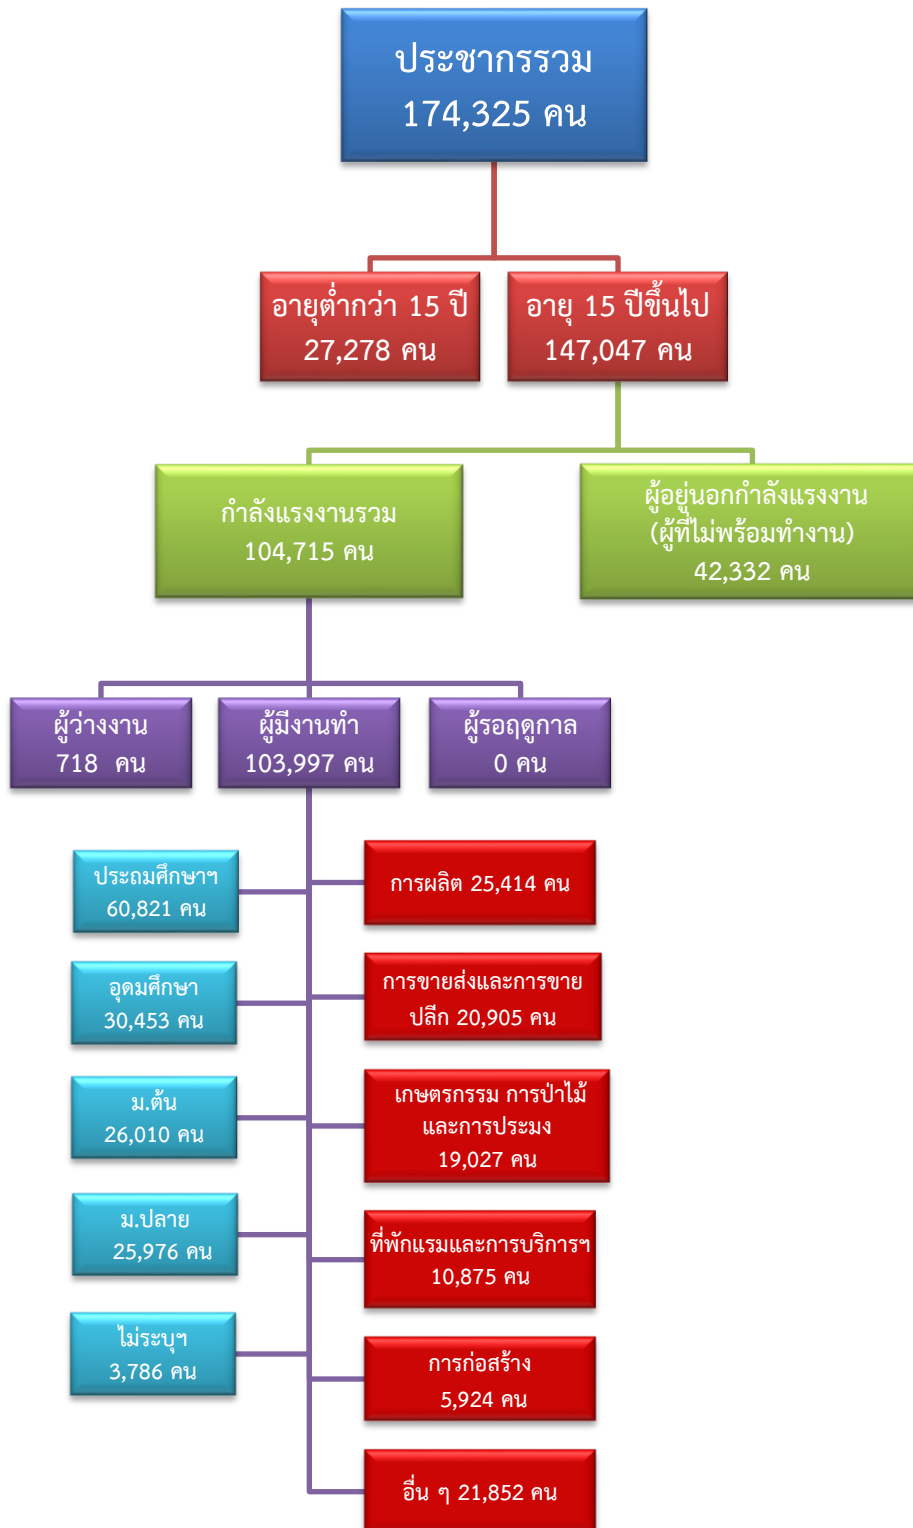 ประชากรรวม
174,325 คน
อายุต่ำกว่า 15 ปี
27,278 คน
อายุ 15 ปีขึ้นไป
147,047 คน
กำลังแรงงานรวม
104,715 คน
ผู้อยู่นอกกำลังแรงงาน
(ผู้ที่ไม่พร้อมทำงาน)
42,332 คน
ผู้ว่างงาน
718 คน
ผู้มีงานทำ
103,997 คน
ผู้รอฤดูกาล
0 คน
ประถมศึกษาฯ
60,821 คน
อุดมศึกษา
30,453 คน
ม.ต้น
26,010 คน
ม.ปลาย
25,976 คน
ไม่ระบุฯ
3,786 คน
การผลิต 25,414 คน
การขายส่งและการขาย
ปลีก 20,905 คน
เกษตรกรรม การป่าไม้
และการประมง
19,027 คน
ที่พักแรมและการบริการฯ
10,875 คน
การก่อสร้าง
5,924 คน
อื่น ๆ 21,852 คน